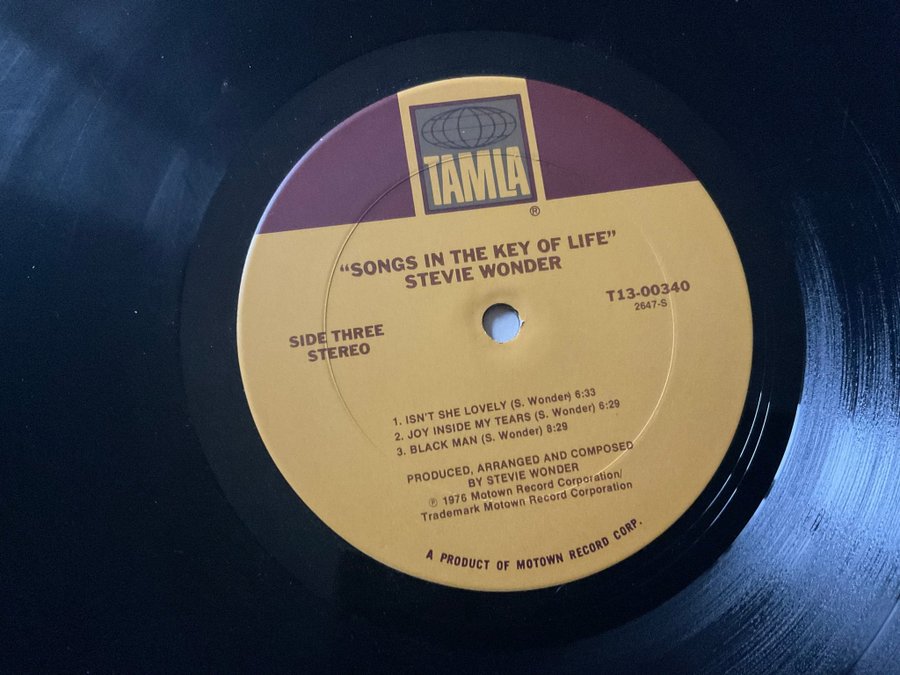 TAMLA
®
“SONGS IN THE KEY OF LIFE”
STEVIE WONDER
T13-00340
2647-S
SIDE THREE
STEREO
1. ISN'T SHE LOVELY (S. Wonder) 6:33
2. JOY INSIDE MY TEARS (S. Wonder) 6:29
3. BLACK MAN (S. Wonder) 8:29
PRODUCED, ARRANGED AND COMPOSED
BY STEVIE WONDER
℗ 1976 Motown Record Corporation/
Trademark Motown Record Corporation
A PRODUCT OF MOTOWN RECORD CORP.